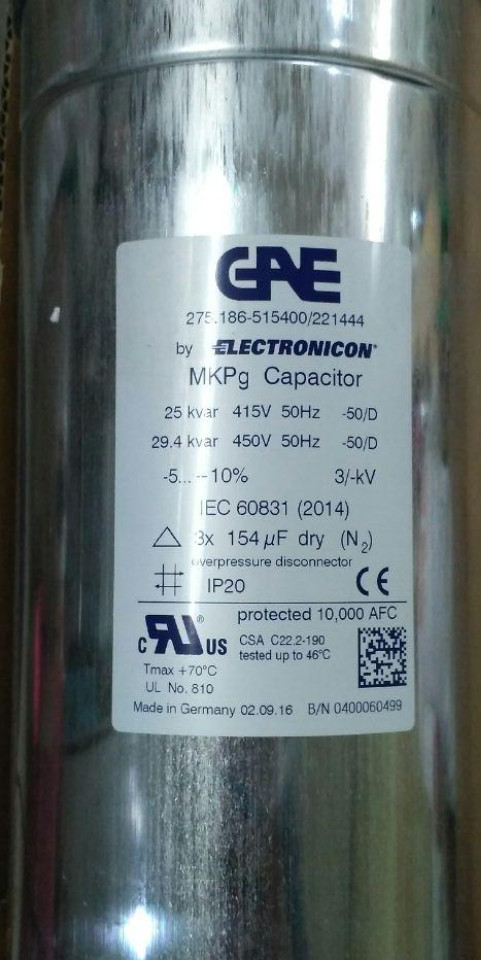 GAE
275.186-515400/221444
by ELECTRONICON®
MKPg Capacitor
25 kvar 415V 50Hz -50/D
29.4 kvar 450V 50Hz -50/D
-5... --10% 3/-kV
IEC 60831 (2014)
3x 154 µF dry (N2)
overpressure disconnector
IP20 CE
protected 10,000 AFC
c RU® US
CSA C22.2-190
tested up to 46°C
Tmax +70°C
UL No. 810
Made in Germany 02.09.16 B/N 0400060499